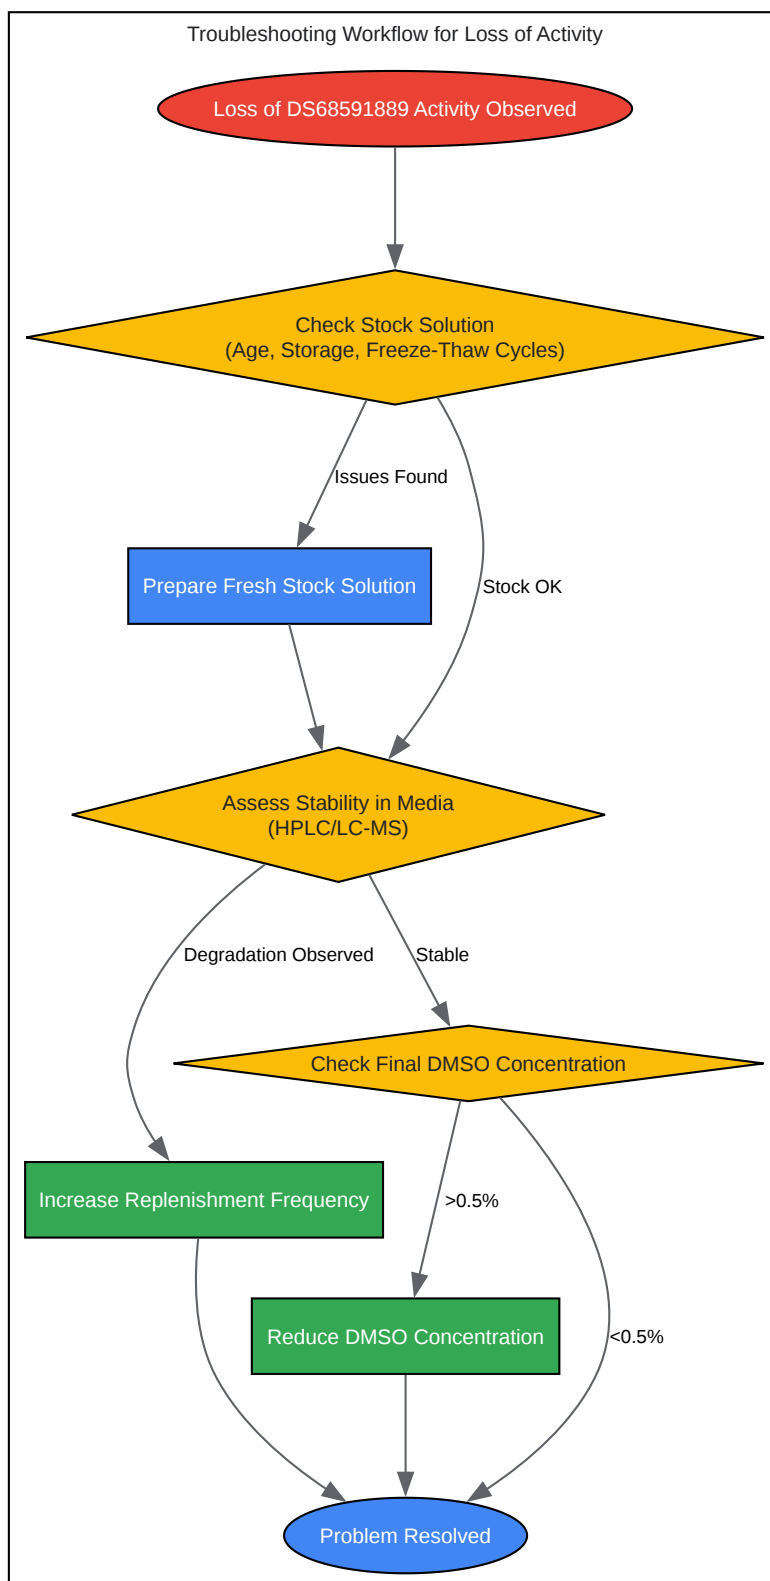 Troubleshooting Workflow for Loss of Activity
Loss of DS68591889 Activity Observed
Check Stock Solution
(Age, Storage, Freeze-Thaw Cycles)
Issues Found
Prepare Fresh Stock Solution
Stock OK
Assess Stability in Media
(HPLC/LC-MS)
Degradation Observed
Stable
Check Final DMSO Concentration
Increase Replenishment Frequency
>0.5%
Reduce DMSO Concentration
<0.5%
Problem Resolved